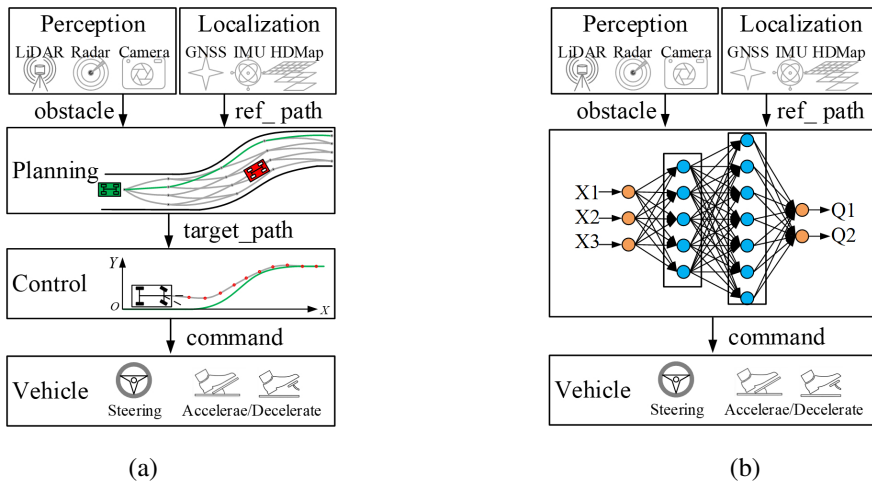 Perception
Localization
LiDAR Radar Camera
GNSS IMU HDMap
obstacle
ref_ path
Planning
target_path
Control
Y
O
X
command
Vehicle
Steering
Accelerae/Decelerate
(a)
Perception
Localization
LiDAR Radar Camera
GNSS IMU HDMap
obstacle
ref_ path
X1
X2
X3
Q1
Q2
command
Vehicle
Steering
Accelerae/Decelerate
(b)